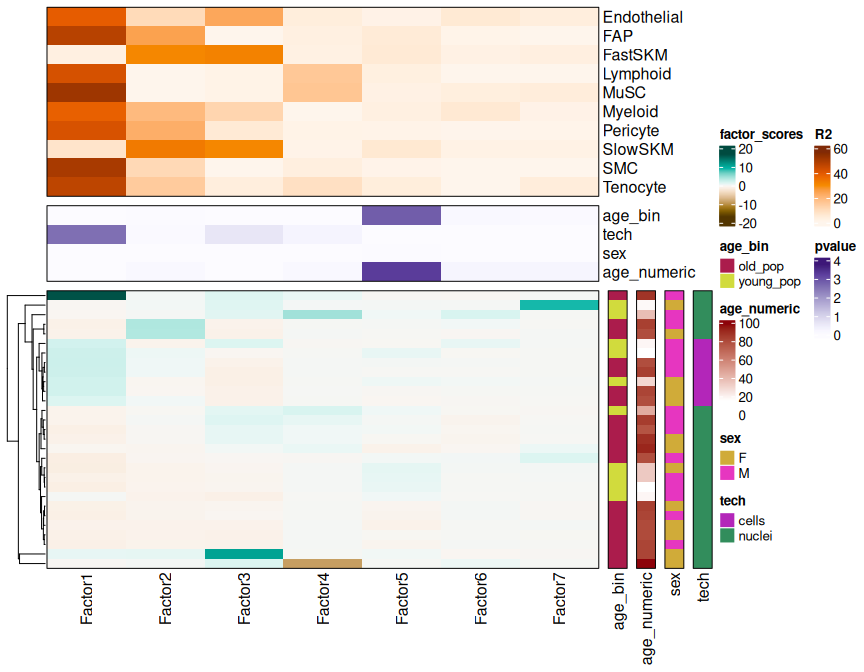 Endothelial
FAP
FastSKM
Lymphoid
MuSC
Myeloid
Pericyte
SlowSKM
SMC
Tenocyte
age_bin
tech
sex
age_numeric
factor_scores
20
10
0
-10
-20
R2
60
40
20
0
age_bin
old_pop
young_pop
pvalue
4
3
2
1
0
age_numeric
100
80
60
40
20
0
sex
F
M
tech
cells
nuclei
Factor1
Factor2
Factor3
Factor4
Factor5
Factor6
Factor7
age_bin
age_numeric
sex
tech